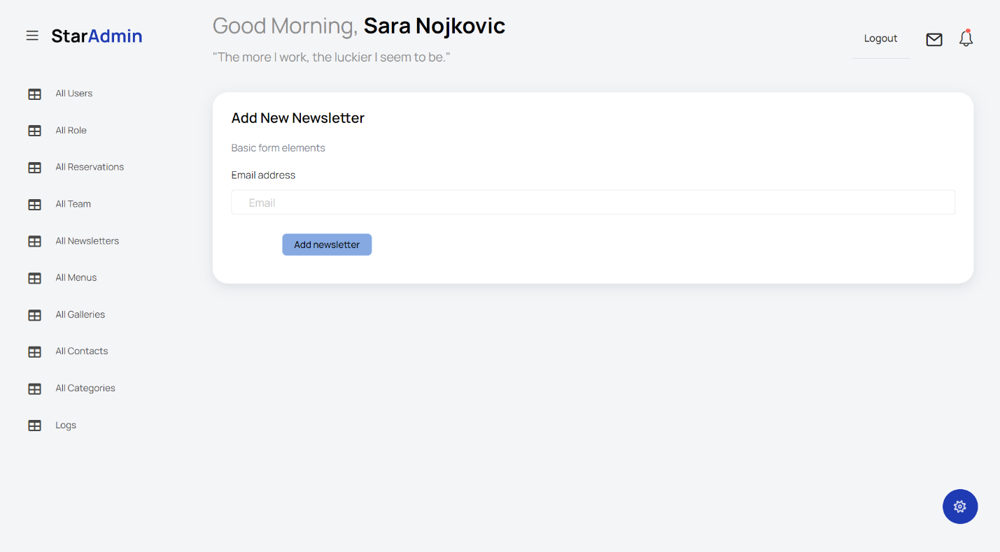 StarAdmin
Good Morning, Sara Nojkovic
"The more I work, the luckier I seem to be."
Logout
All Users
All Role
All Reservations
All Team
All Newsletters
All Menus
All Galleries
All Contacts
All Categories
Logs
Add New Newsletter
Basic form elements
Email address
Email
Add newsletter